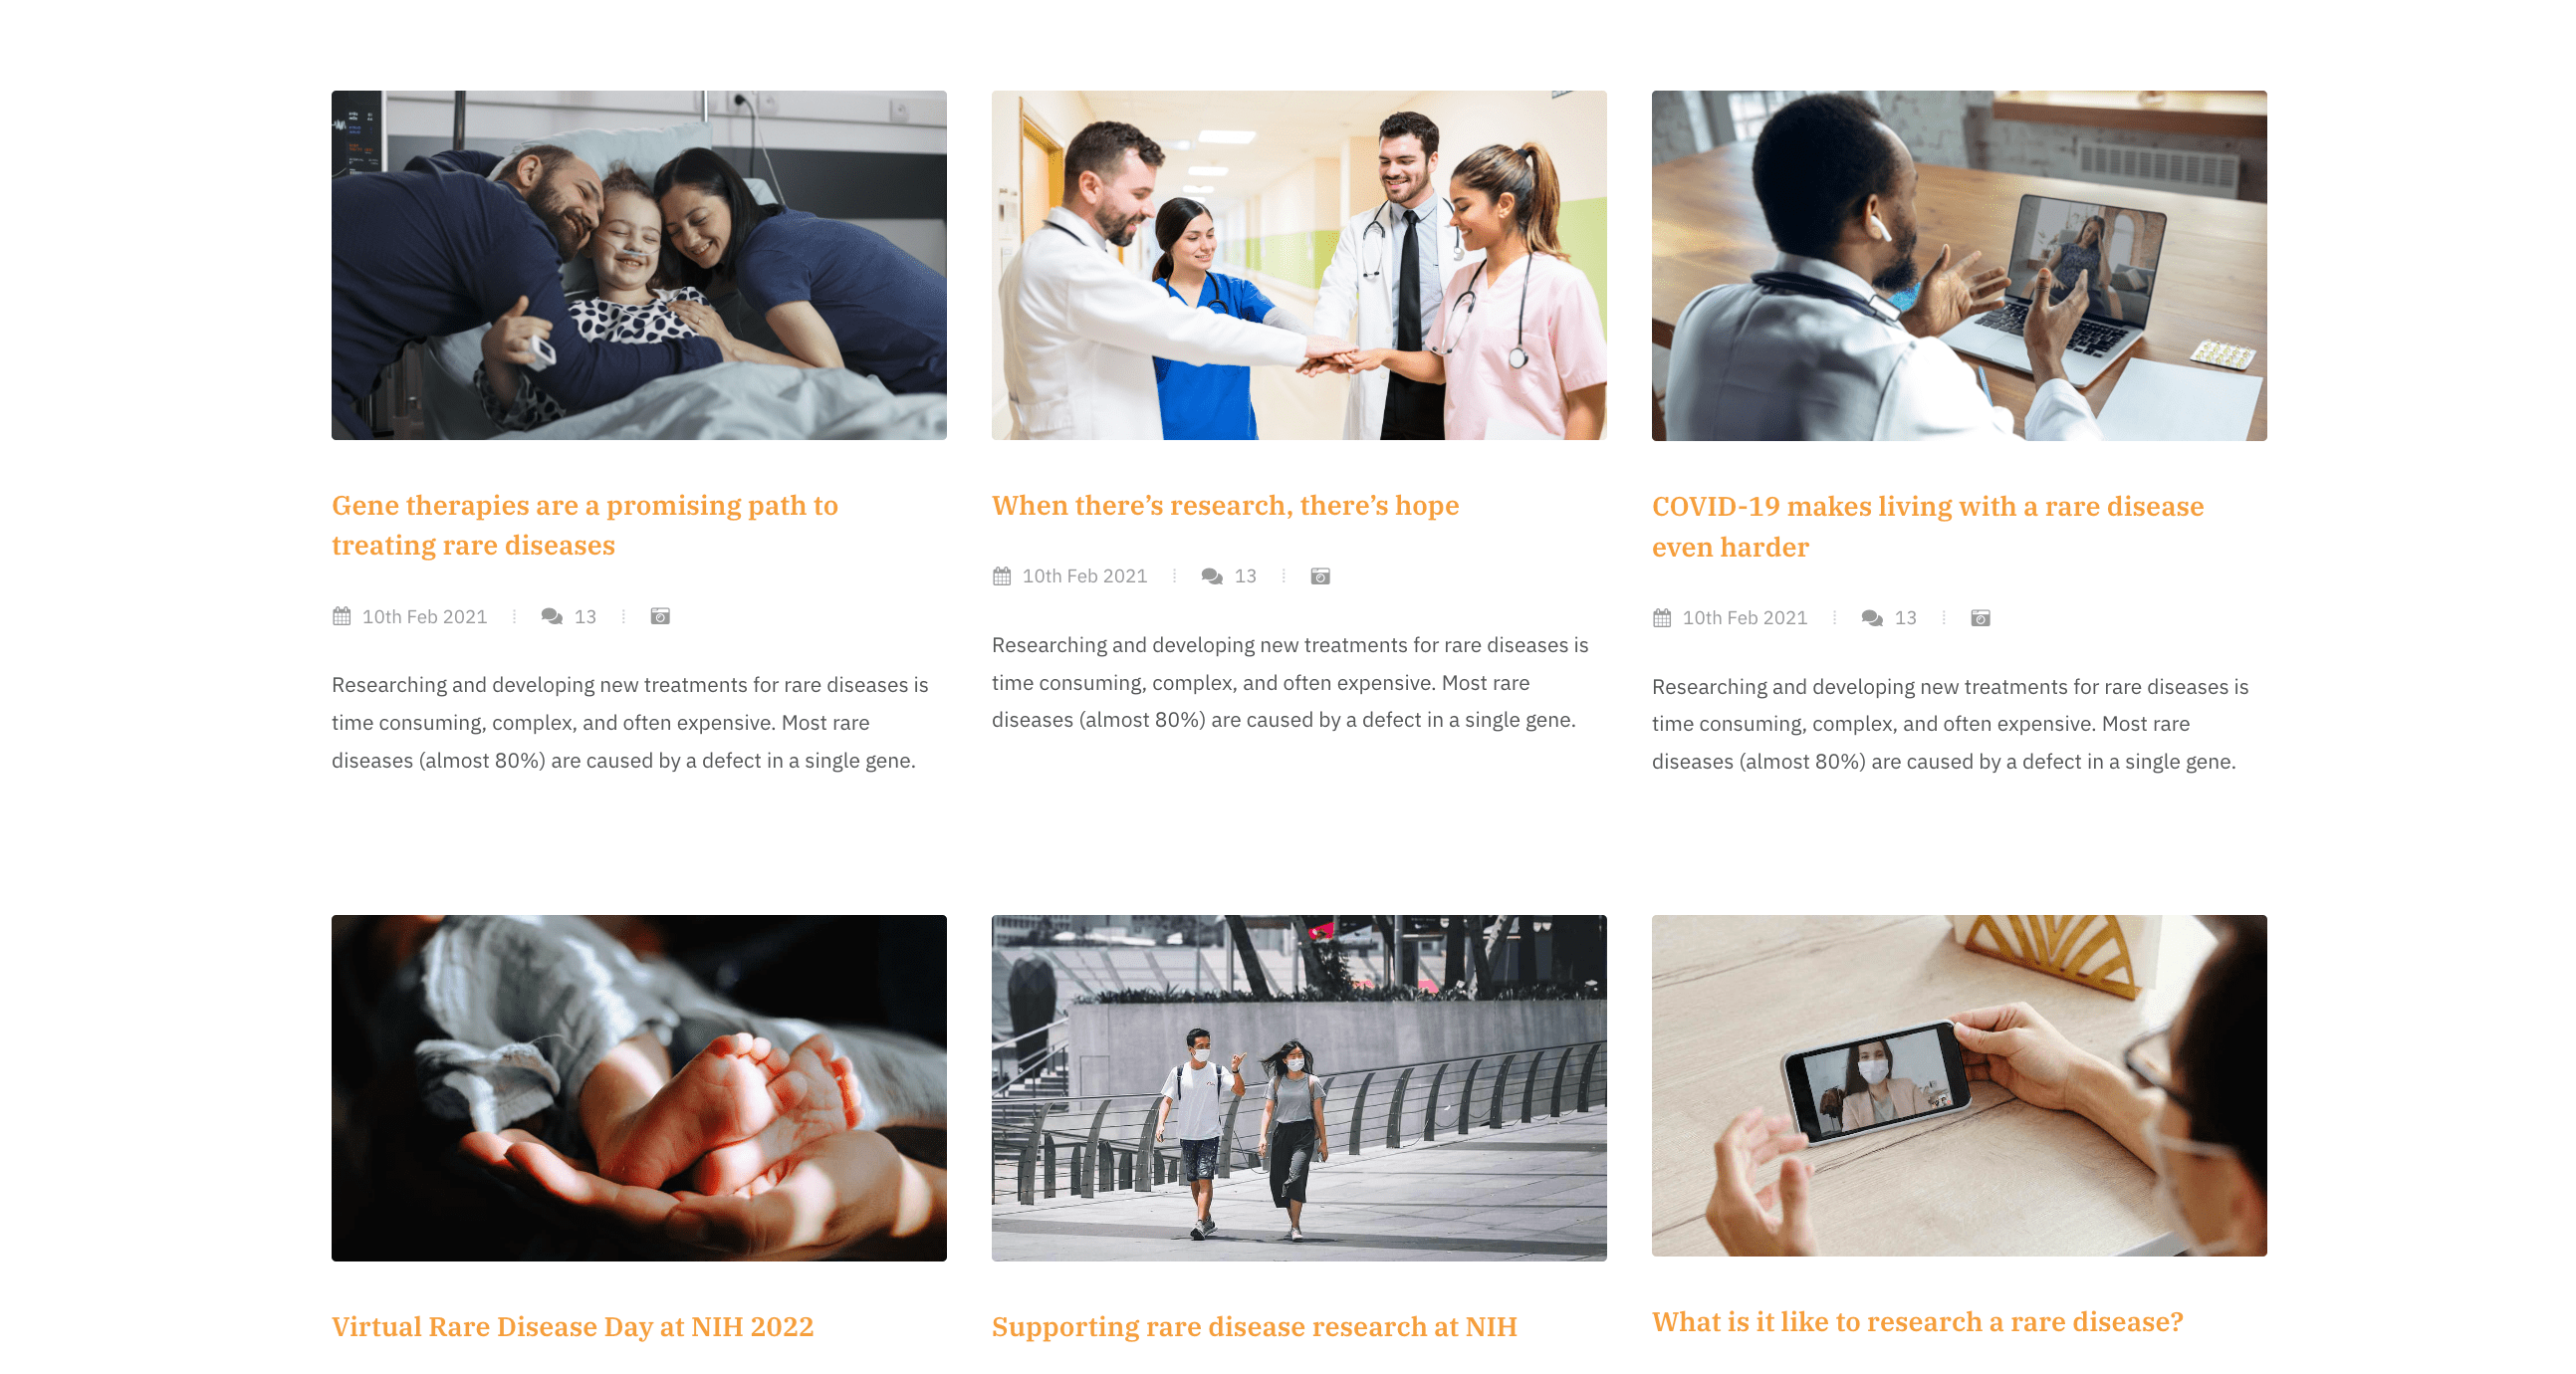 Gene therapies are a promising path to
treating rare diseases
10th Feb 2021 13
Researching and developing new treatments for rare diseases is
time consuming, complex, and often expensive. Most rare
diseases (almost 80%) are caused by a defect in a single gene.
When there’s research, there’s hope
10th Feb 2021 13
Researching and developing new treatments for rare diseases is
time consuming, complex, and often expensive. Most rare
diseases (almost 80%) are caused by a defect in a single gene.
COVID-19 makes living with a rare disease
even harder
10th Feb 2021 13
Researching and developing new treatments for rare diseases is
time consuming, complex, and often expensive. Most rare
diseases (almost 80%) are caused by a defect in a single gene.
Virtual Rare Disease Day at NIH 2022
Supporting rare disease research at NIH
What is it like to research a rare disease?